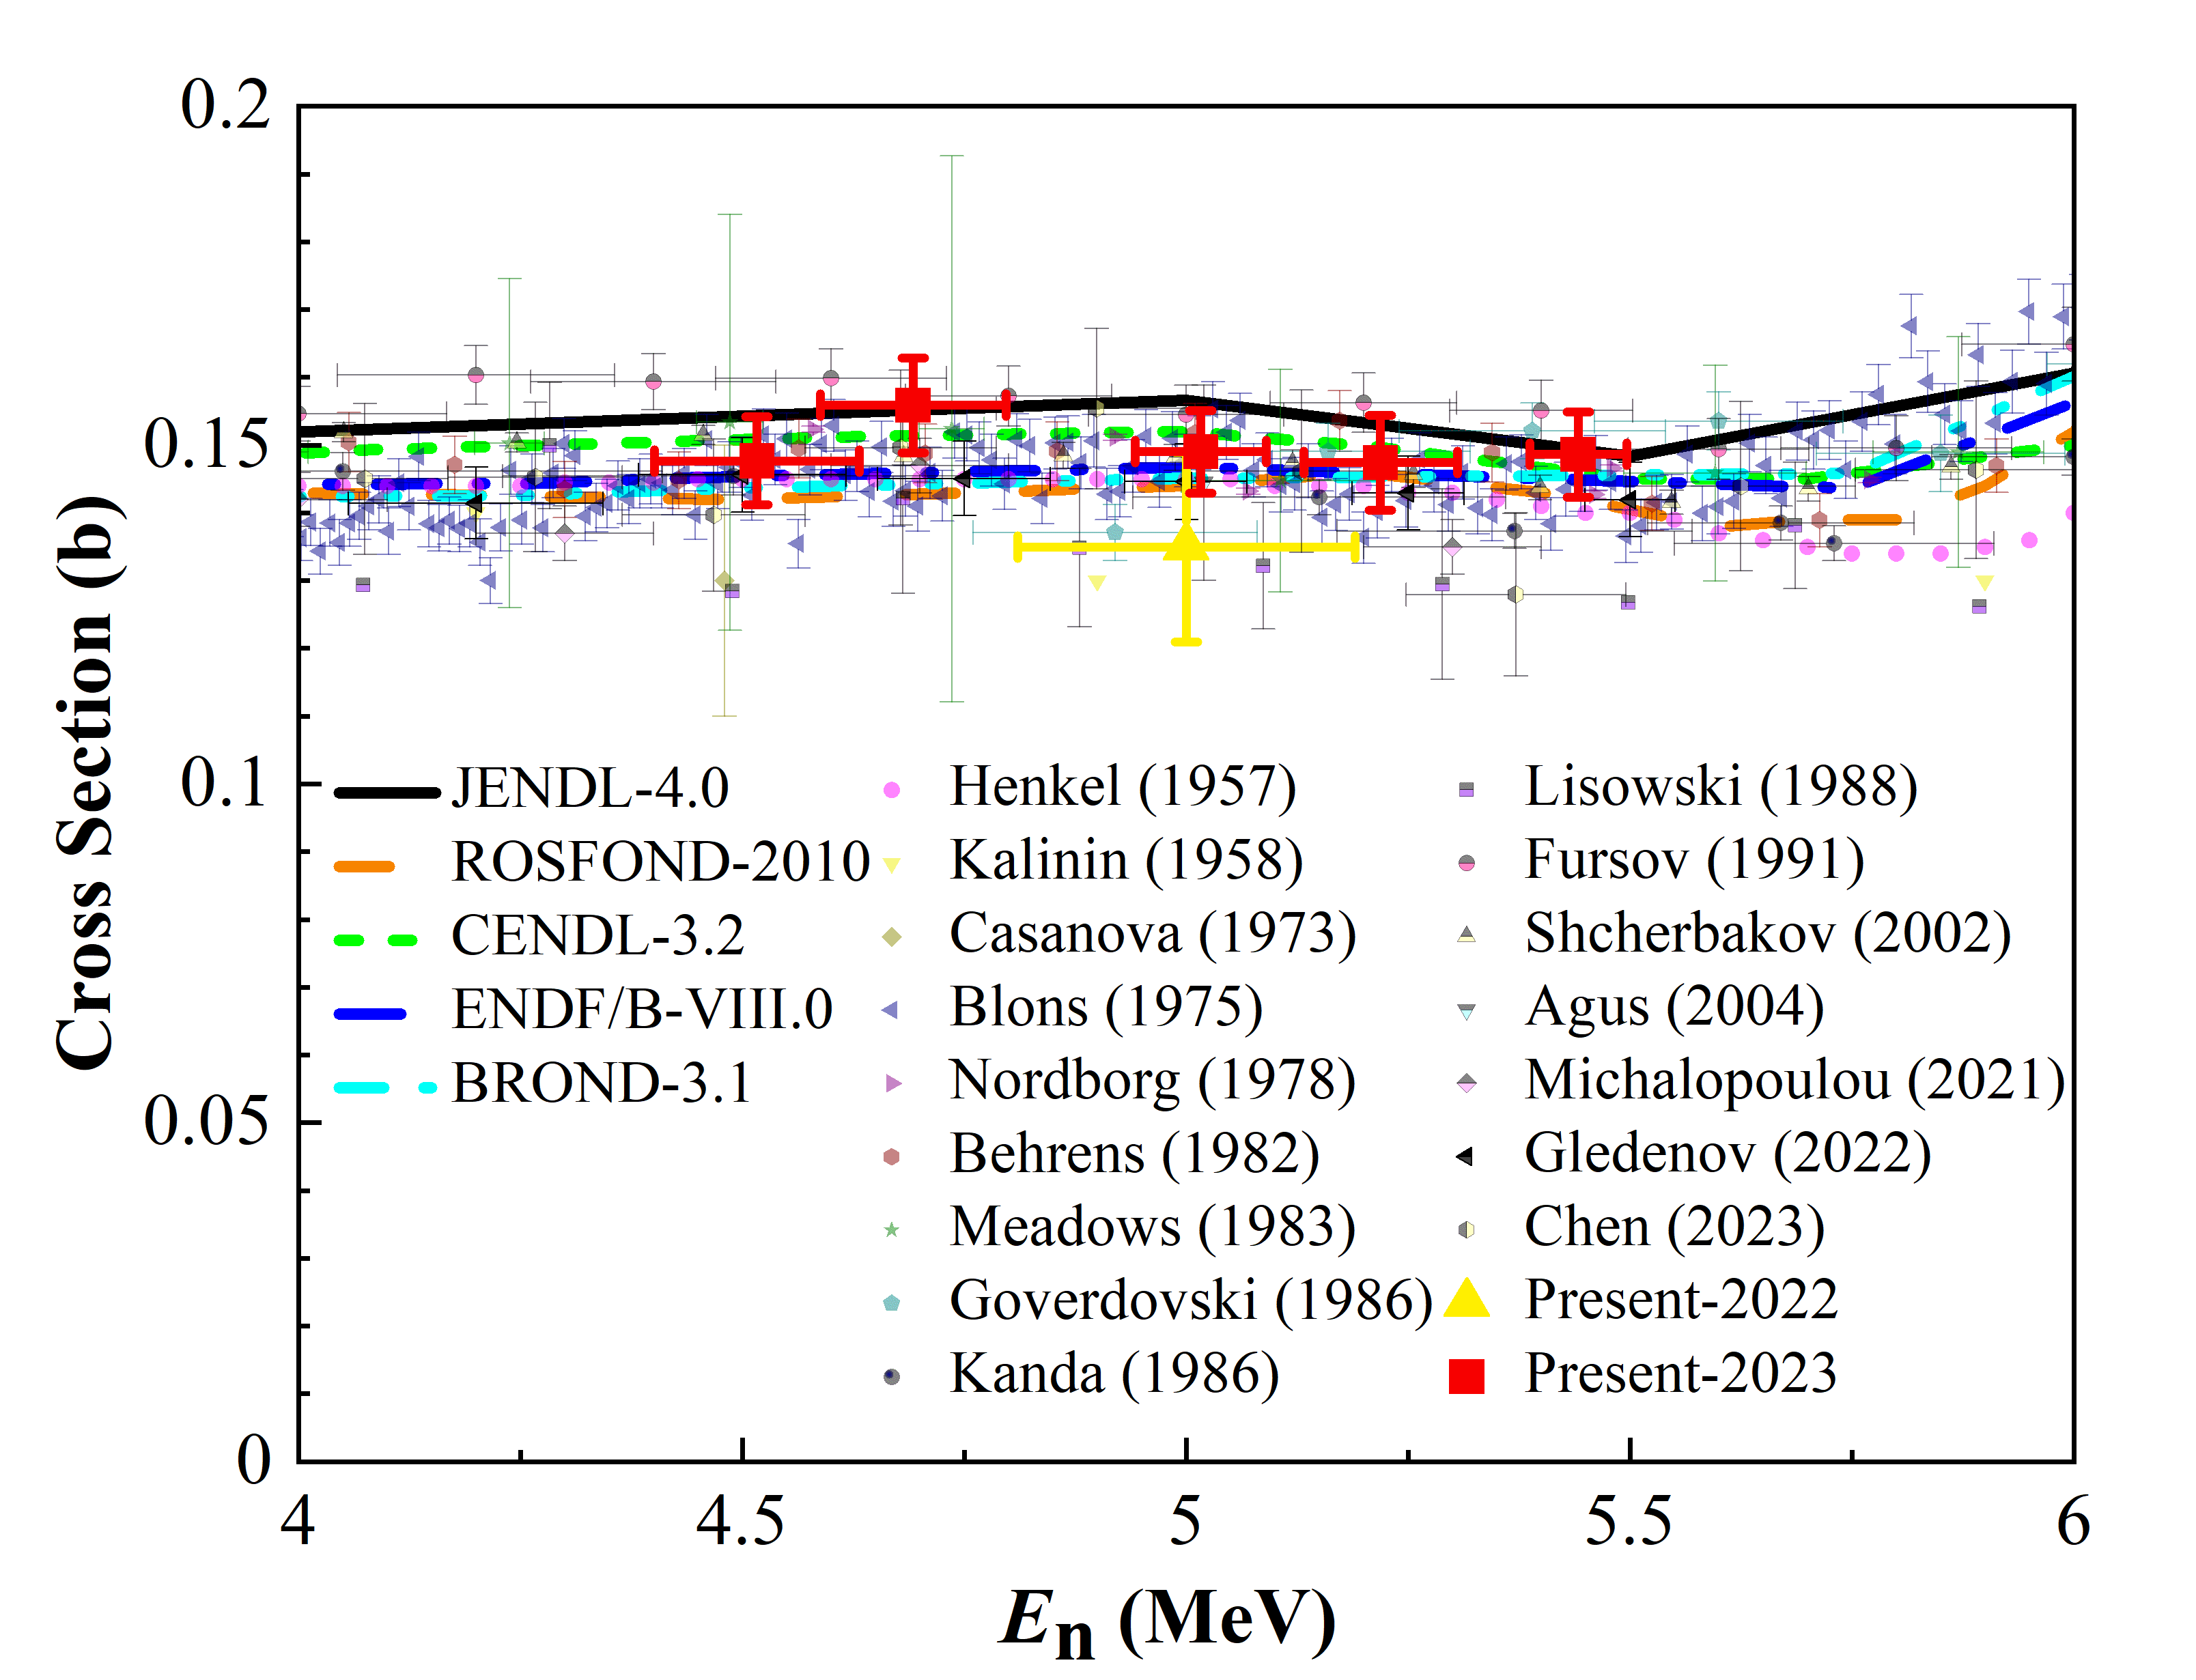 0.2
0.15
0.1
0.05
0
Cross Section (b)
JENDL-4.0
ROSFOND-2010
CENDL-3.2
ENDF/B-VIII.0
BROND-3.1
Henkel (1957)
Kalinin (1958)
Casanova (1973)
Blons (1975)
Nordborg (1978)
Behrens (1982)
Meadows (1983)
Goverdovski (1986)
Kanda (1986)
Lisowski (1988)
Fursov (1991)
Shcherbakov (2002)
Agus (2004)
Michalopoulou (2021)
Gledenov (2022)
Chen (2023)
Present-2022
Present-2023
4 4.5 5 5.5 6
En (MeV)